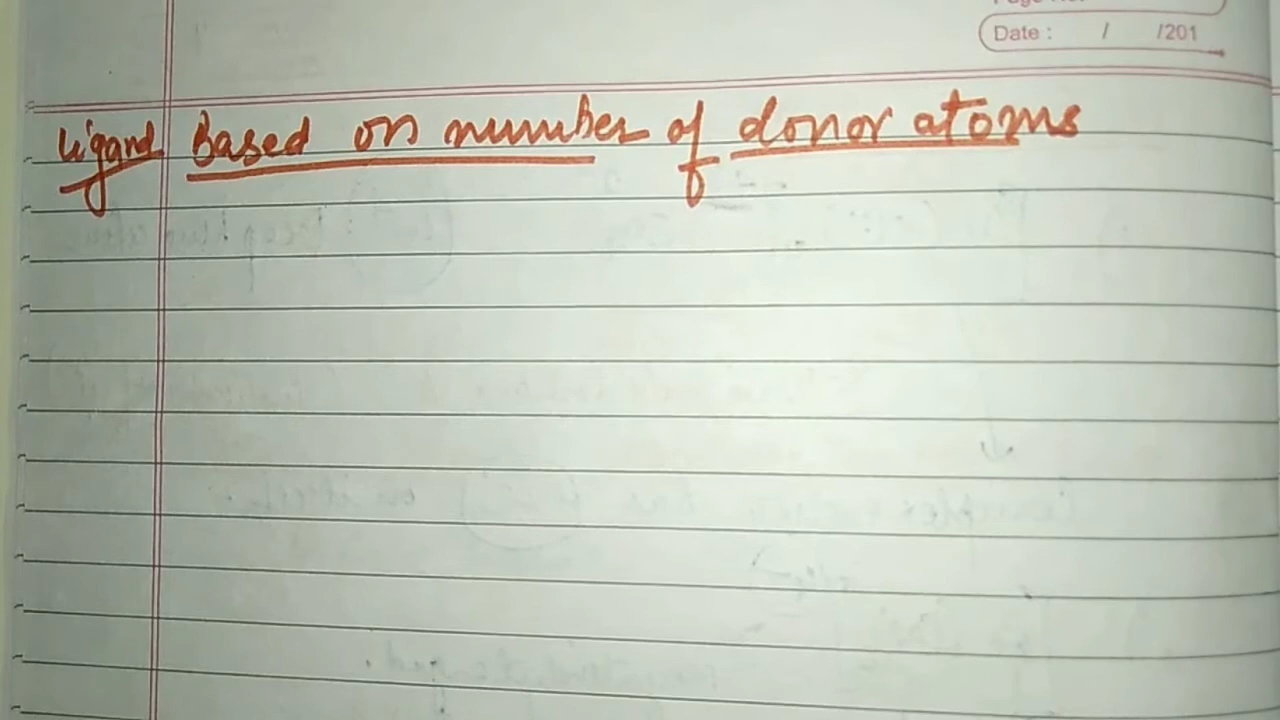 Date : / /201
Ligand Based on number of donor atoms